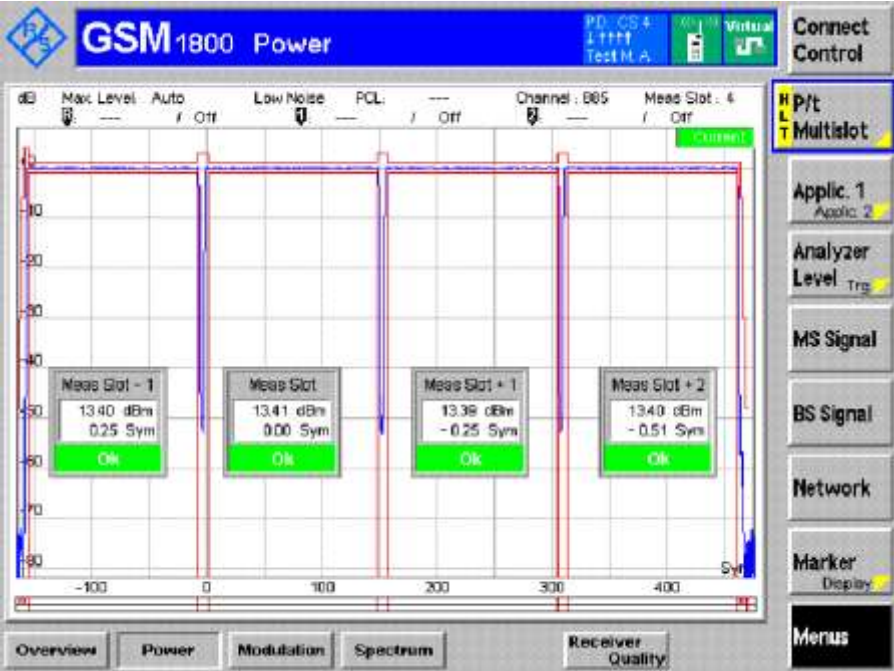 R&S
GSM 1800 Power
P.D. CS 4
Test M. A
Virtual
Connect Control
dB Max. Level Auto Low Noise PCL: --- Channel : 885 Meas Slot : 4
--- / Off 1 --- / Off 2 --- / Off
Current
P/t Multislot
HLT
Applic. 1
Applic. 2
Analyzer Level Trg
MS Signal
BS Signal
Network
Marker
Display
Menus
-10
-20
-30
-40
-50
-60
-70
-80
Meas Slot - 1
13.40 dBm
0.25 Sym
Ok
Meas Slot
13.41 dBm
0.00 Sym
Ok
Meas Slot + 1
13.39 dBm
- 0.25 Sym
Ok
Meas Slot + 2
13.40 dBm
- 0.51 Sym
Ok
Sym
-100 0 100 200 300 400
Overview Power Modulation Spectrum Receiver Quality